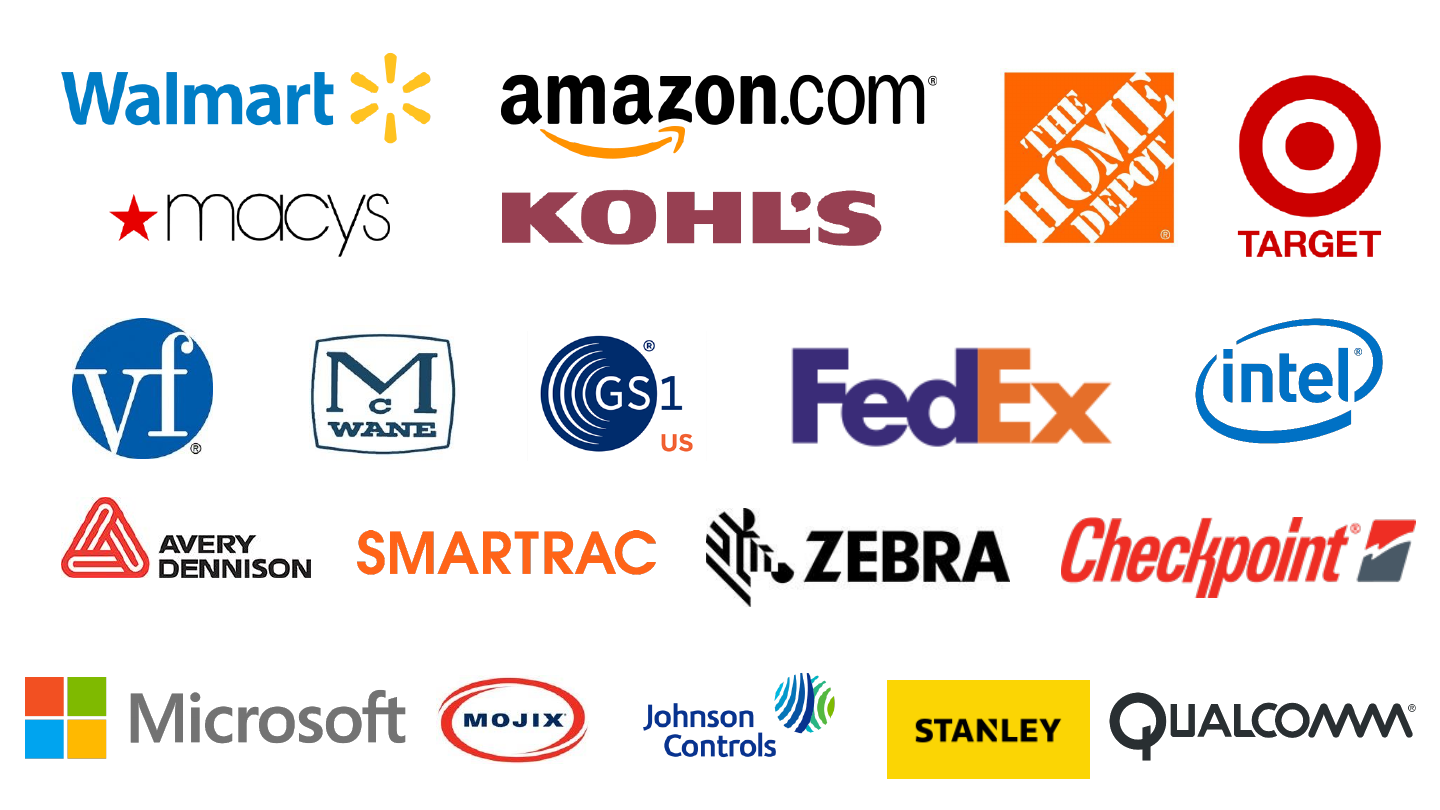 Walmart
amazon.com®
THE
HOME
DEPOT
®
TARGET
macys
KOHL'S
vf®
Mc
WANE
GS1®
US
FedEx
intel®
AVERY
DENNISON
SMARTRAC
ZEBRA
Checkpoint®
Microsoft
MOJIX
Johnson
Controls
STANLEY
QUALCOMM®